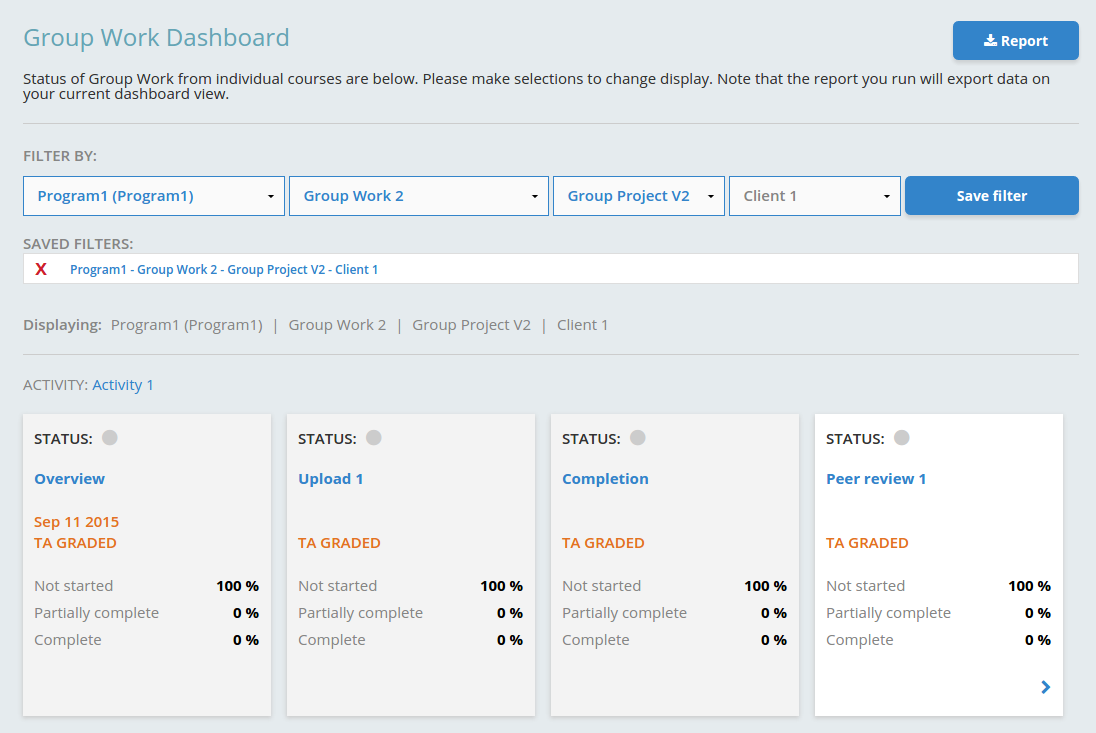 Group Work Dashboard
Report
Status of Group Work from individual courses are below. Please make selections to change display. Note that the report you run will export data on
your current dashboard view.
FILTER BY:
Program1 (Program1)
Group Work 2
Group Project V2
Client 1
Save filter
SAVED FILTERS:
X Program1 - Group Work 2 - Group Project V2 - Client 1
Displaying: Program1 (Program1) | Group Work 2 | Group Project V2 | Client 1
ACTIVITY: Activity 1
STATUS:
Overview
Sep 11 2015
TA GRADED
Not started 100 %
Partially complete 0 %
Complete 0 %
STATUS:
Upload 1
TA GRADED
Not started 100 %
Partially complete 0 %
Complete 0 %
STATUS:
Completion
TA GRADED
Not started 100 %
Partially complete 0 %
Complete 0 %
STATUS:
Peer review 1
TA GRADED
Not started 100 %
Partially complete 0 %
Complete 0 %